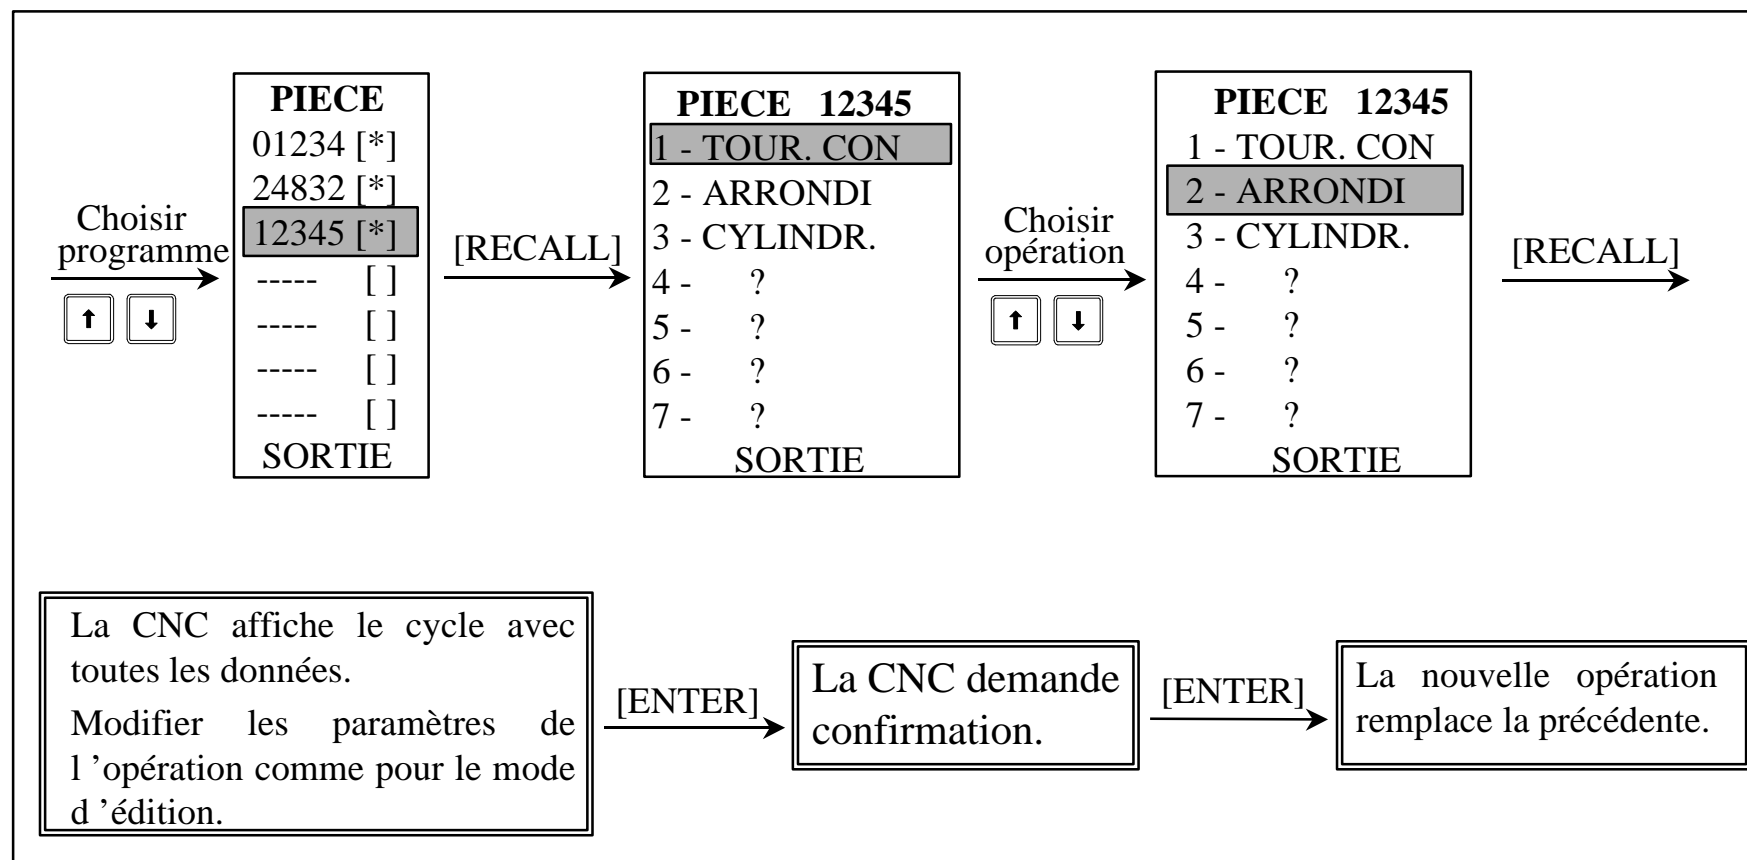 Choisir
programme
PIECE
01234 [*]
24832 [*]
12345 [*]
----- [ ]
----- [ ]
----- [ ]
----- [ ]
SORTIE
[RECALL]
PIECE 12345
1 - TOUR. CON
2 - ARRONDI
3 - CYLINDR.
4 - ?
5 - ?
6 - ?
7 - ?
SORTIE
Choisir
opération
PIECE 12345
1 - TOUR. CON
2 - ARRONDI
3 - CYLINDR.
4 - ?
5 - ?
6 - ?
7 - ?
SORTIE
[RECALL]
La CNC affiche le cycle avec
toutes les données.
Modifier les paramètres de
l ’opération comme pour le mode
d ’édition.
[ENTER]
La CNC demande
confirmation.
[ENTER]
La nouvelle opération
remplace la précédente.